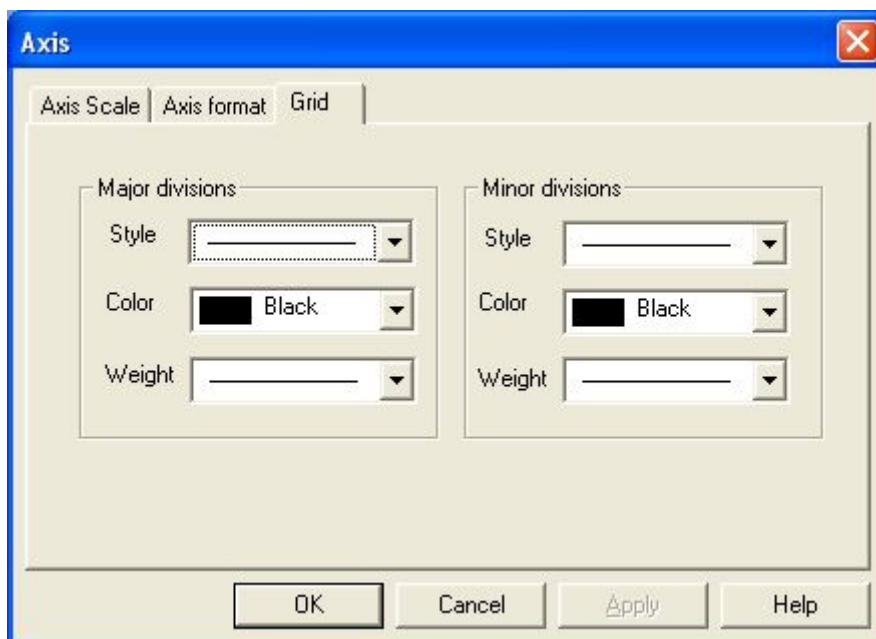 Axis
Axis Scale Axis format Grid
Major divisions
Style
Color Black
Weight
Minor divisions
Style
Color Black
Weight
OK Cancel Apply Help